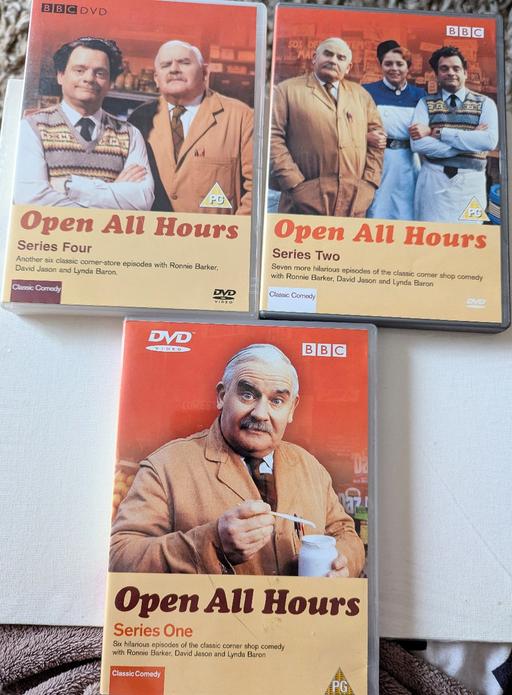 BBC DVD
PG
Open All Hours
Series Four
Another six classic corner-store episodes with Ronnie Barker,
David Jason and Lynda Baron.
Classic Comedy
DVD
VIDEO
BBC
PG
Open All Hours
Series Two
Seven more hilarious episodes of the classic corner shop comedy
with Ronnie Barker, David Jason and Lynda Baron
Classic Comedy
DVD
DVD
VIDEO
BBC
Open All Hours
Series One
Six hilarious episodes of the classic corner shop comedy
with Ronnie Barker, David Jason and Lynda Baron
Classic Comedy
PG